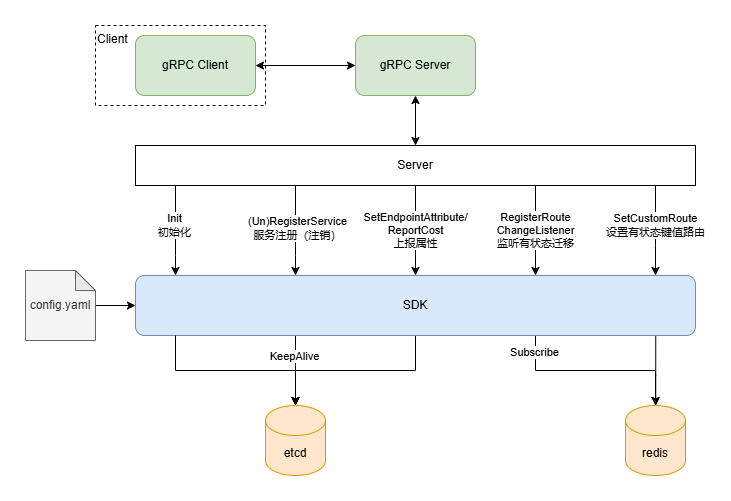 Client
gRPC Client
gRPC Server
Server
Init
初始化
(Un)RegisterService
服务注册（注销）
SetEndpointAttribute/
ReportCost
上报属性
RegisterRoute
ChangeListener
监听有状态迁移
SetCustomRoute
设置有状态键值路由
config.yaml
SDK
KeepAlive
Subscribe
etcd
redis